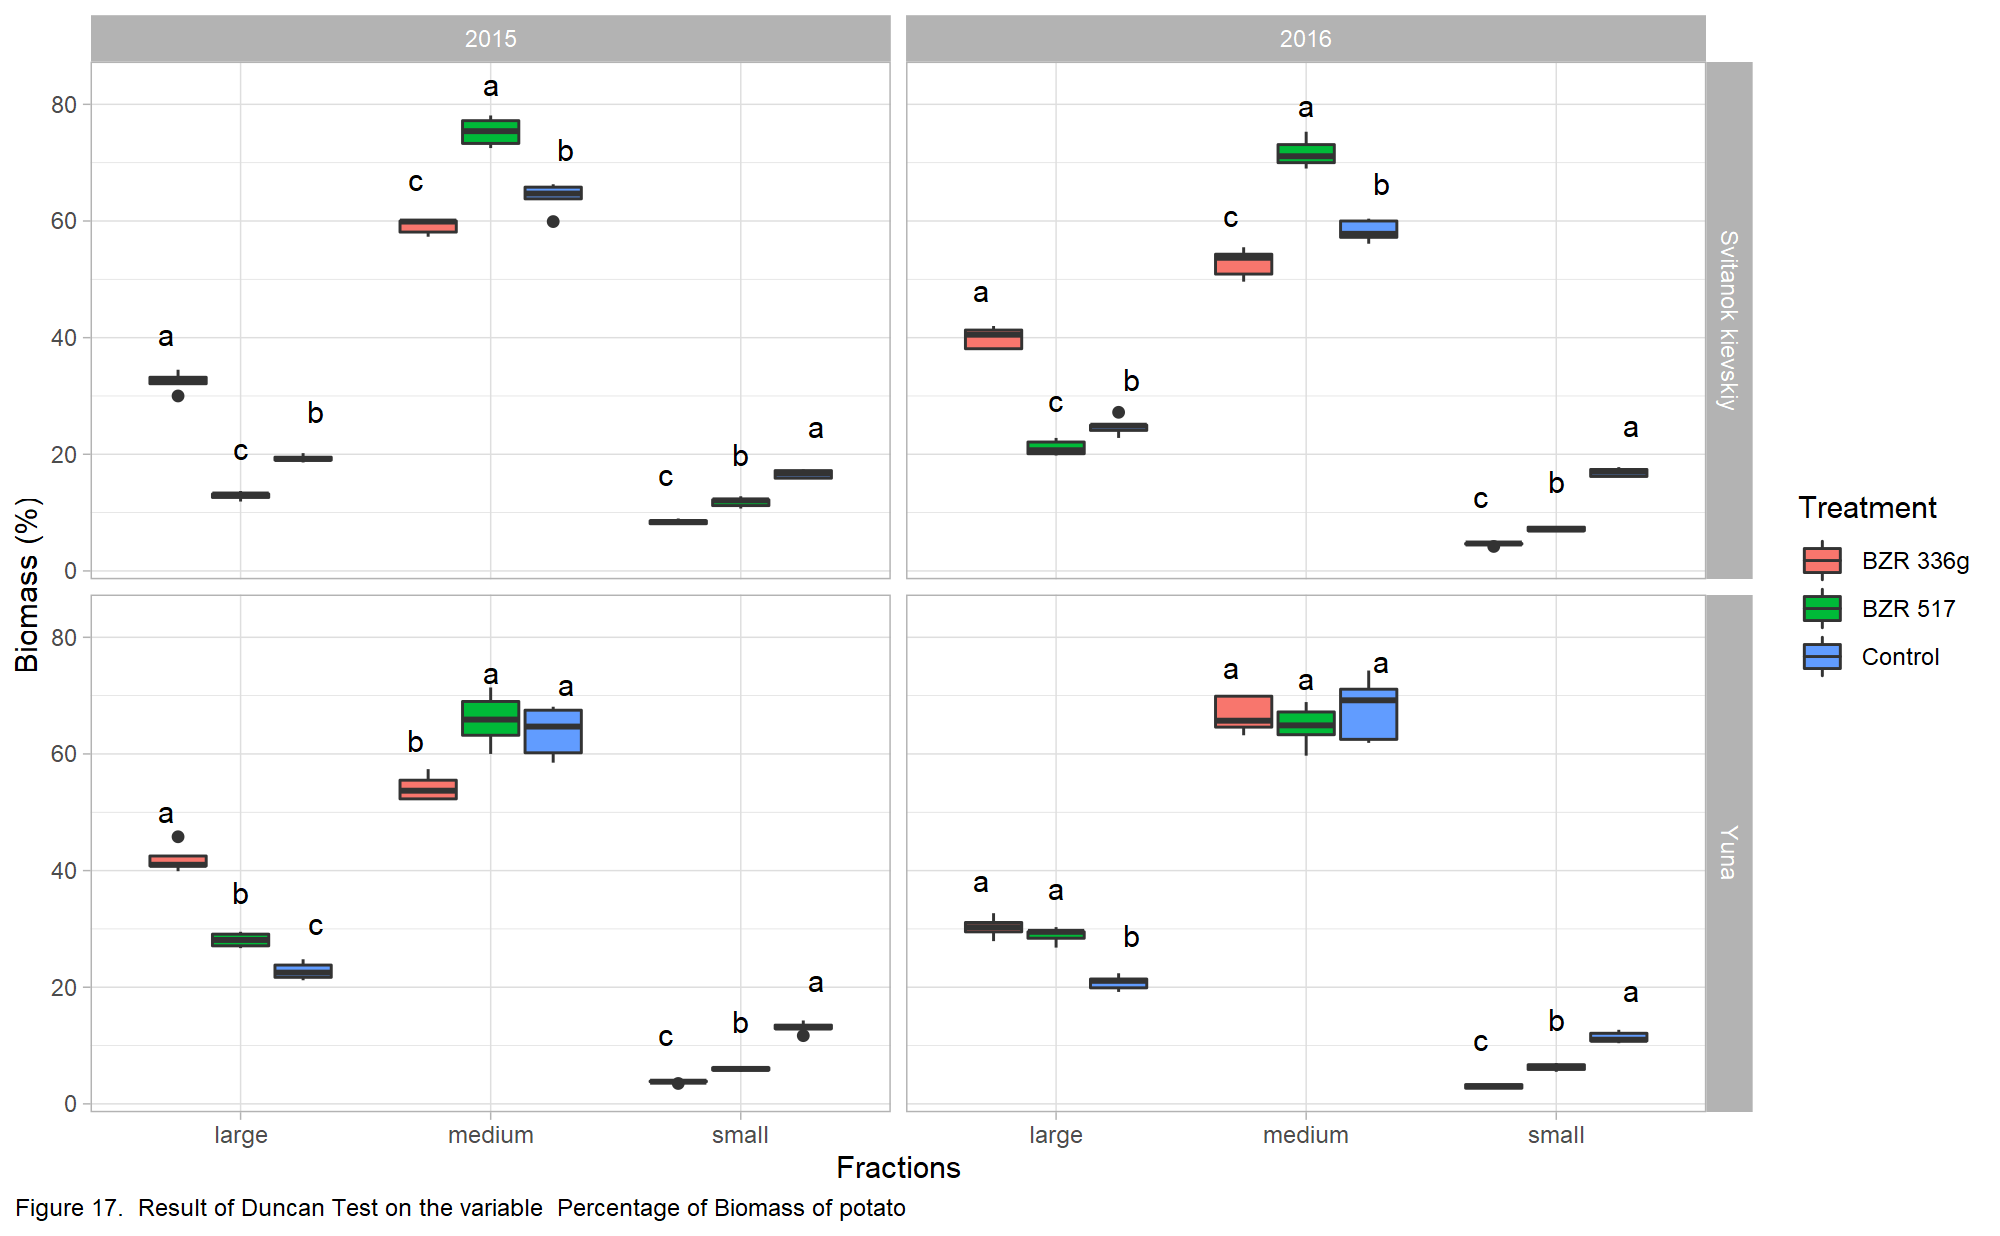 2015 2016
a
a
80
b
b
c
c
60
Svitanok kievskiy
a
a
40
b
c
b
a
a
c
b
20
c
b
c
0
Biomass (%)
Treatment
BZR 336g
BZR 517
Control
80
a
a
a
a
a
b
60
a
Yuna
40
b
a
a
c
b
20
a
a
b
b
c
c
0
large medium small large medium small
Fractions
Figure 17. Result of Duncan Test on the variable Percentage of Biomass of potato